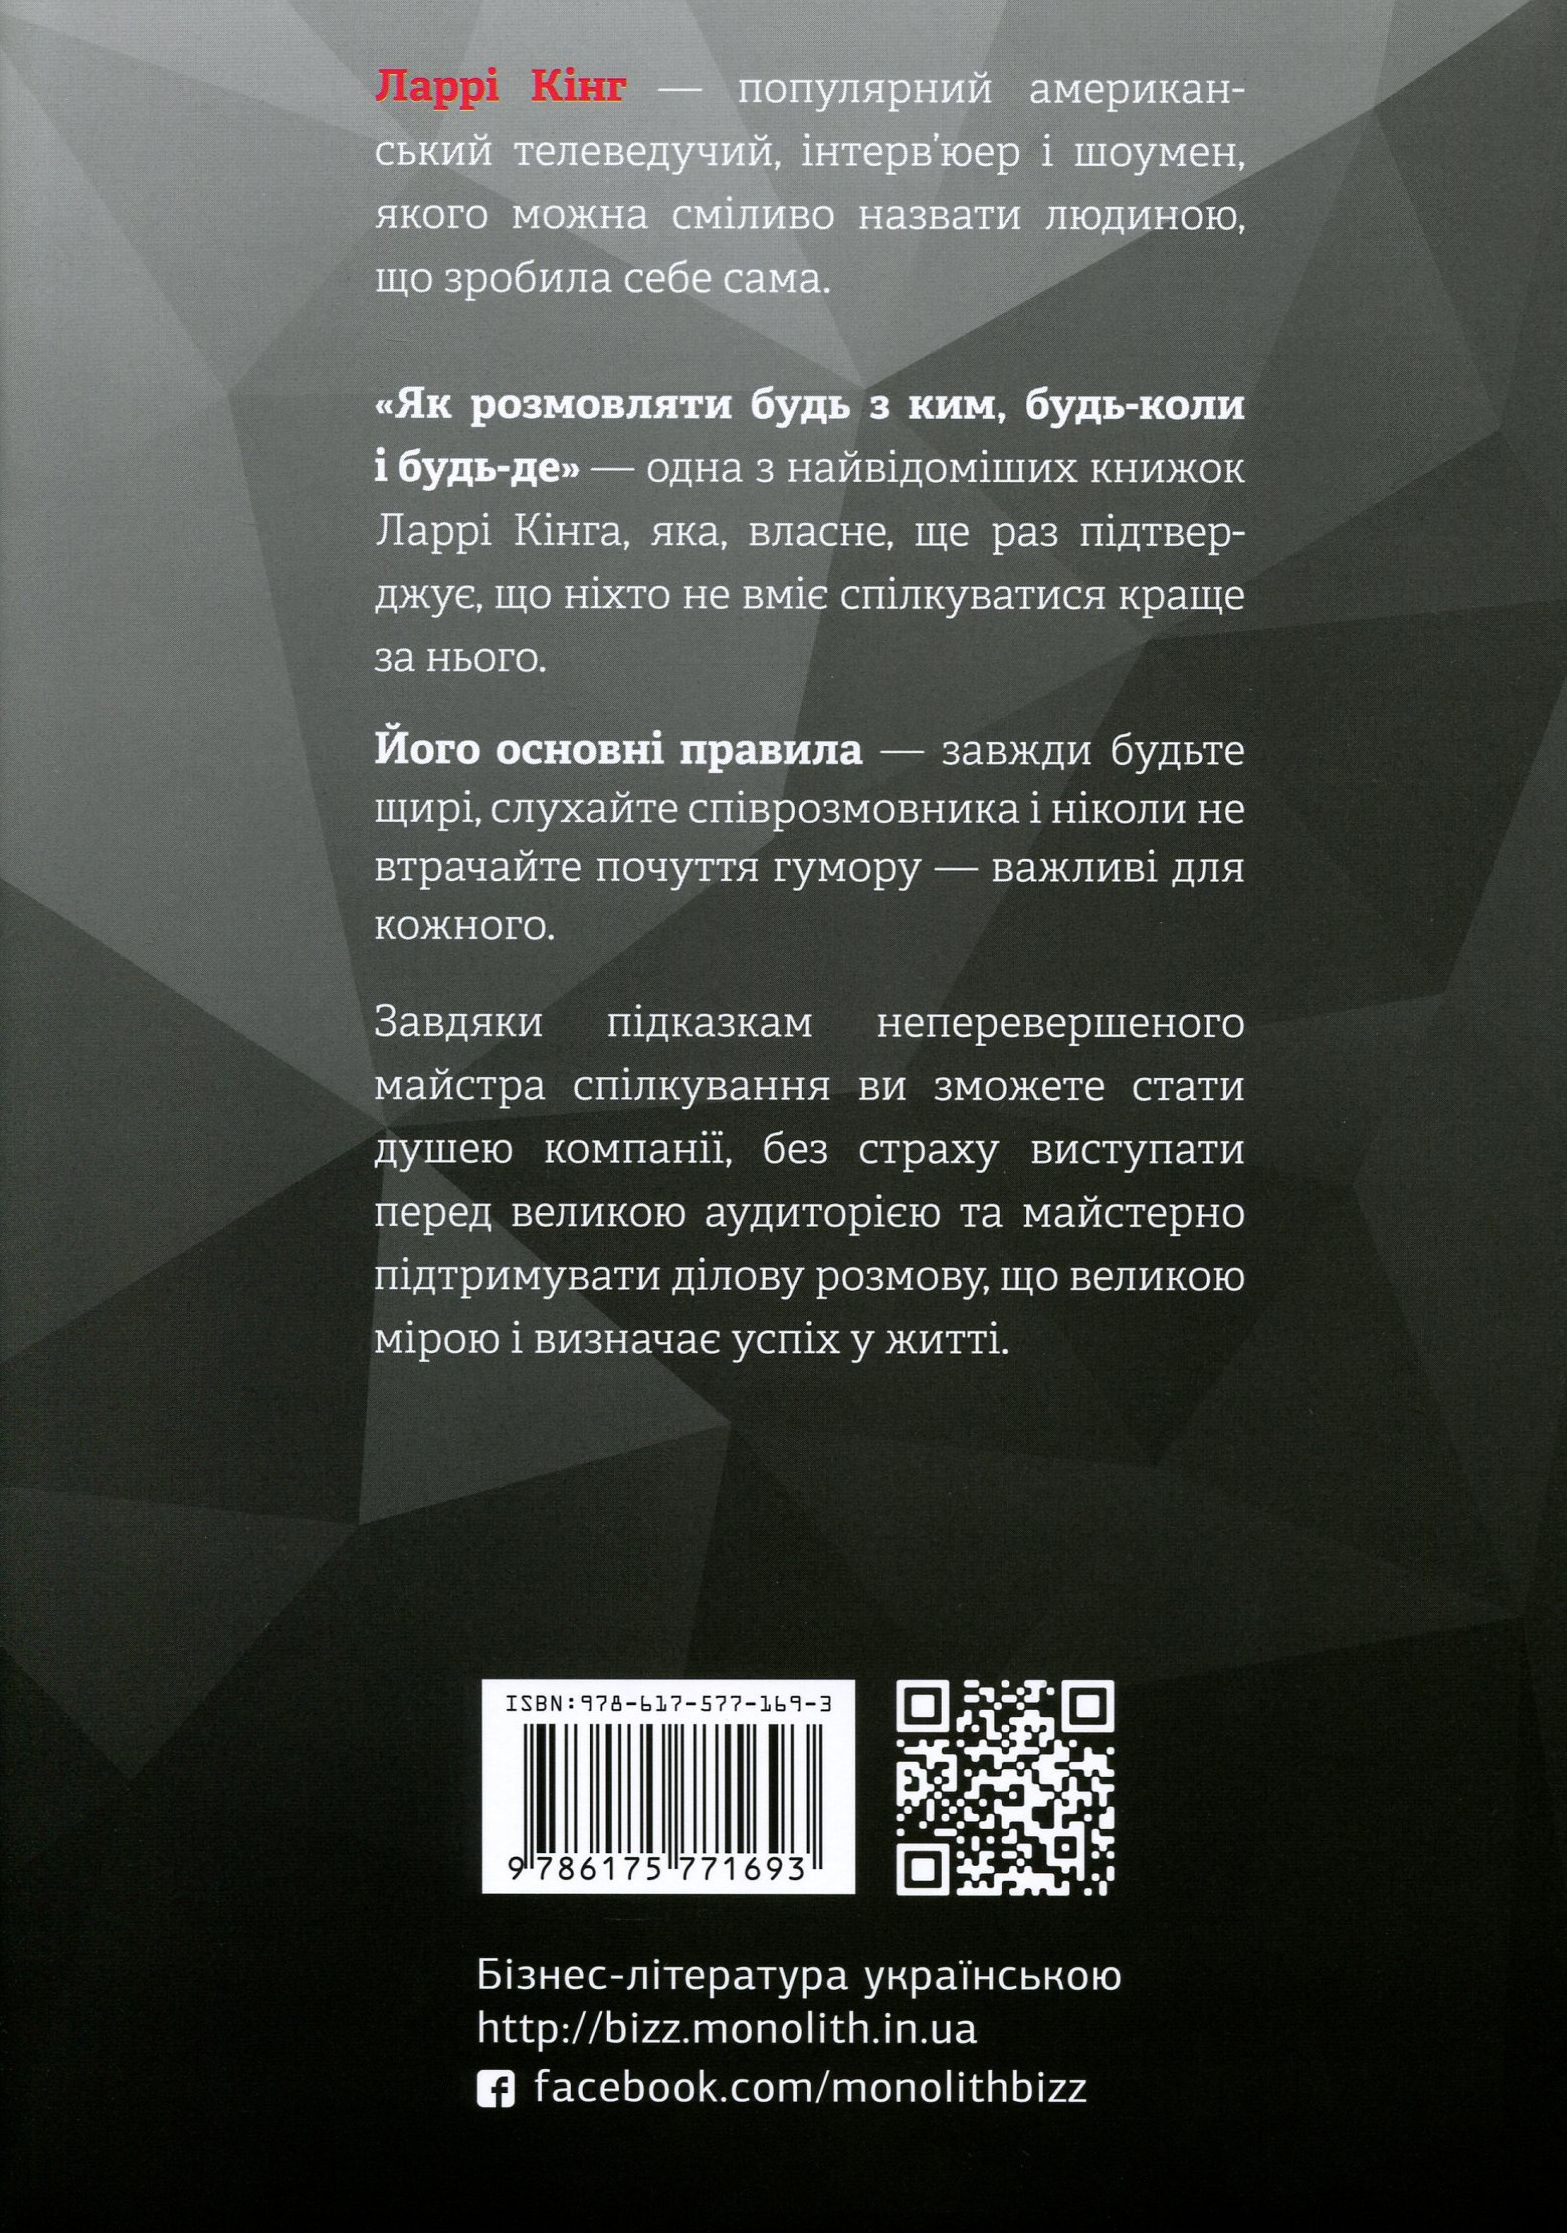 Ларрі Кінг — популярний американ-
ський телеведучий, інтерв’юер і шоумен,
якого можна сміливо назвати людиною,
що зробила себе сама.
«Як розмовляти будь з ким, будь-коли
і будь-де» — одна з найвідоміших книжок
Ларрі Кінга, яка, власне, ще раз підтвер-
джує, що ніхто не вміє спілкуватися краще
за нього.
Його основні правила — завжди будьте
щирі, слухайте співрозмовника і ніколи не
втрачайте почуття гумору — важливі для
кожного.
Завдяки підказкам неперевершеного
майстра спілкування ви зможете стати
душею компанії, без страху виступати
перед великою аудиторією та майстерно
підтримувати ділову розмову, що великою
мірою і визначає успіх у житті.
ISBN:978-617-577-169-3
9 786175 771693
Бізнес-література українською
http://bizz.monolith.in.ua
facebook.com/monolithbizz